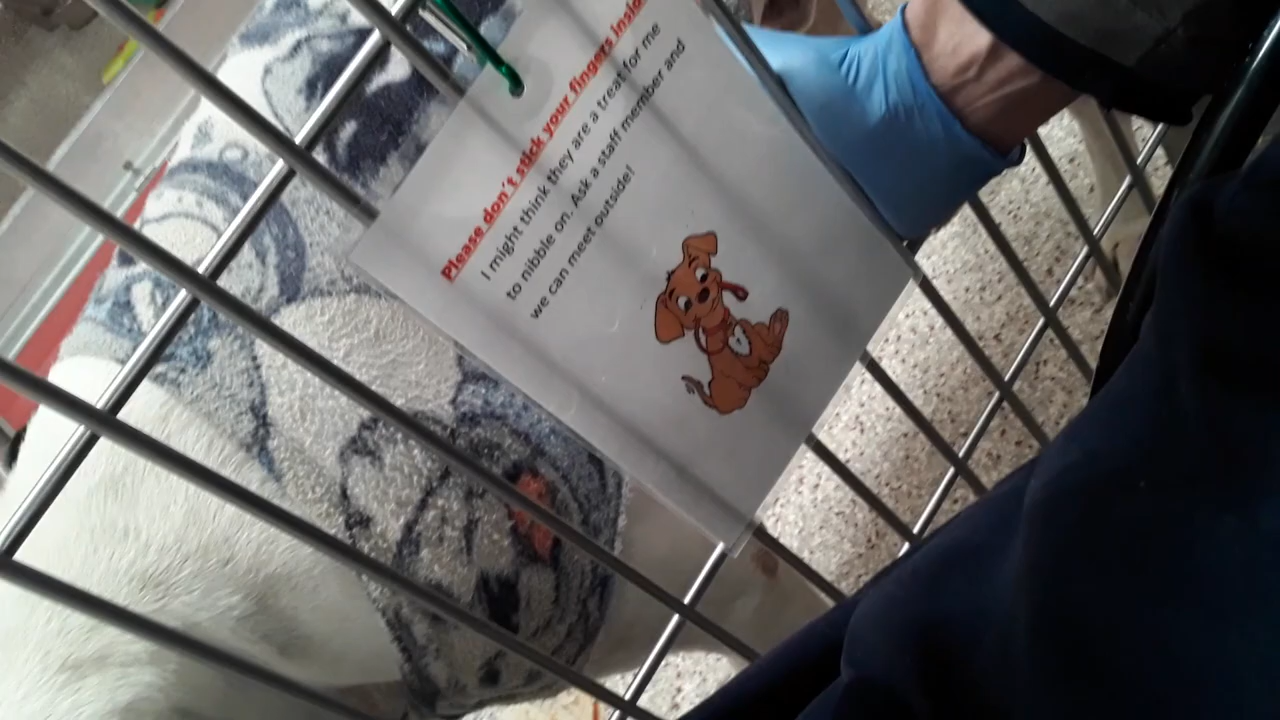 Please don't stick your fingers inside
I might think they are a treat for me
to nibble on. Ask a staff member and
we can meet outside!